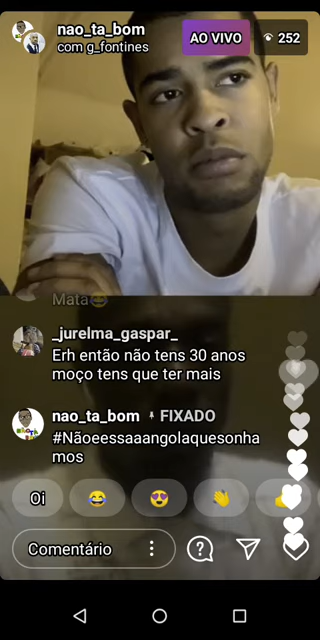 nao_ta_bom
com g_fontines
AO VIVO
252
Mata😂
_jurelma_gaspar_
Erh então não tens 30 anos
moço tens que ter mais
nao_ta_bom FIXADO
#Nãoeessaaangolaquesonha
mos
Oi
Comentário